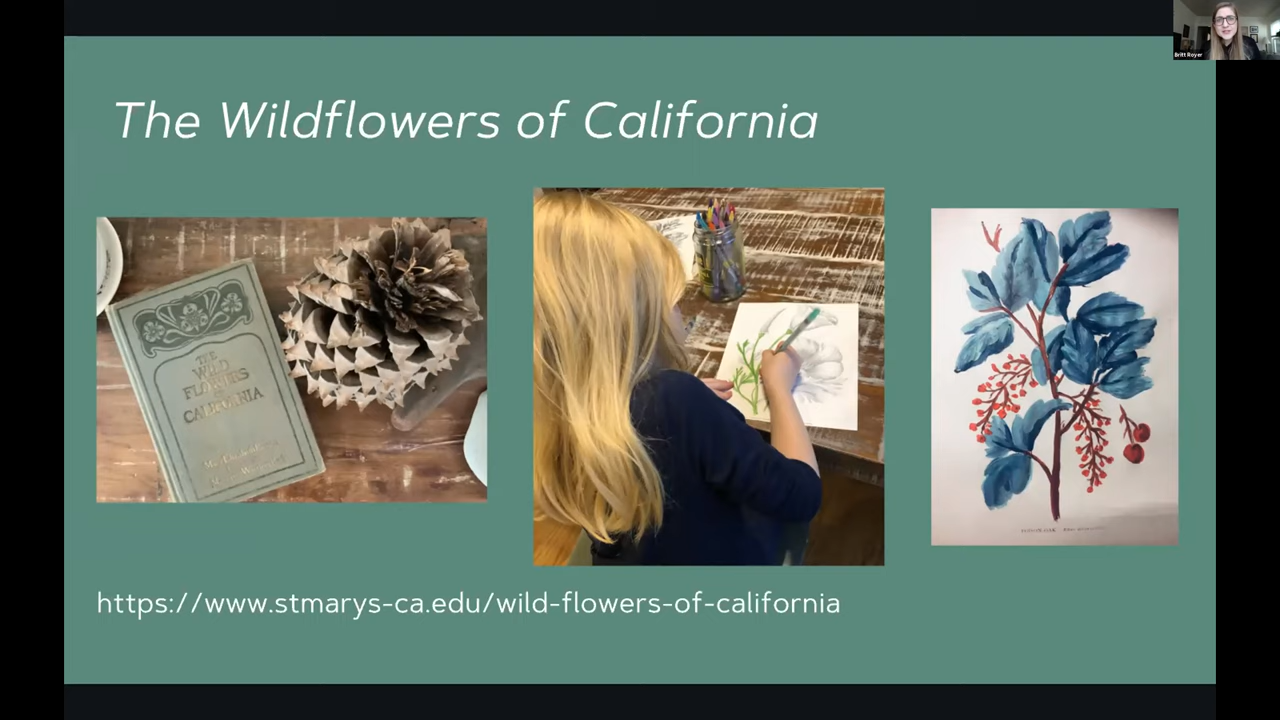 Britt Royer
The Wildflowers of California
THE
WILD
FLOWERS
CALIFORNIA
https://www.stmarys-ca.edu/wild-flowers-of-california